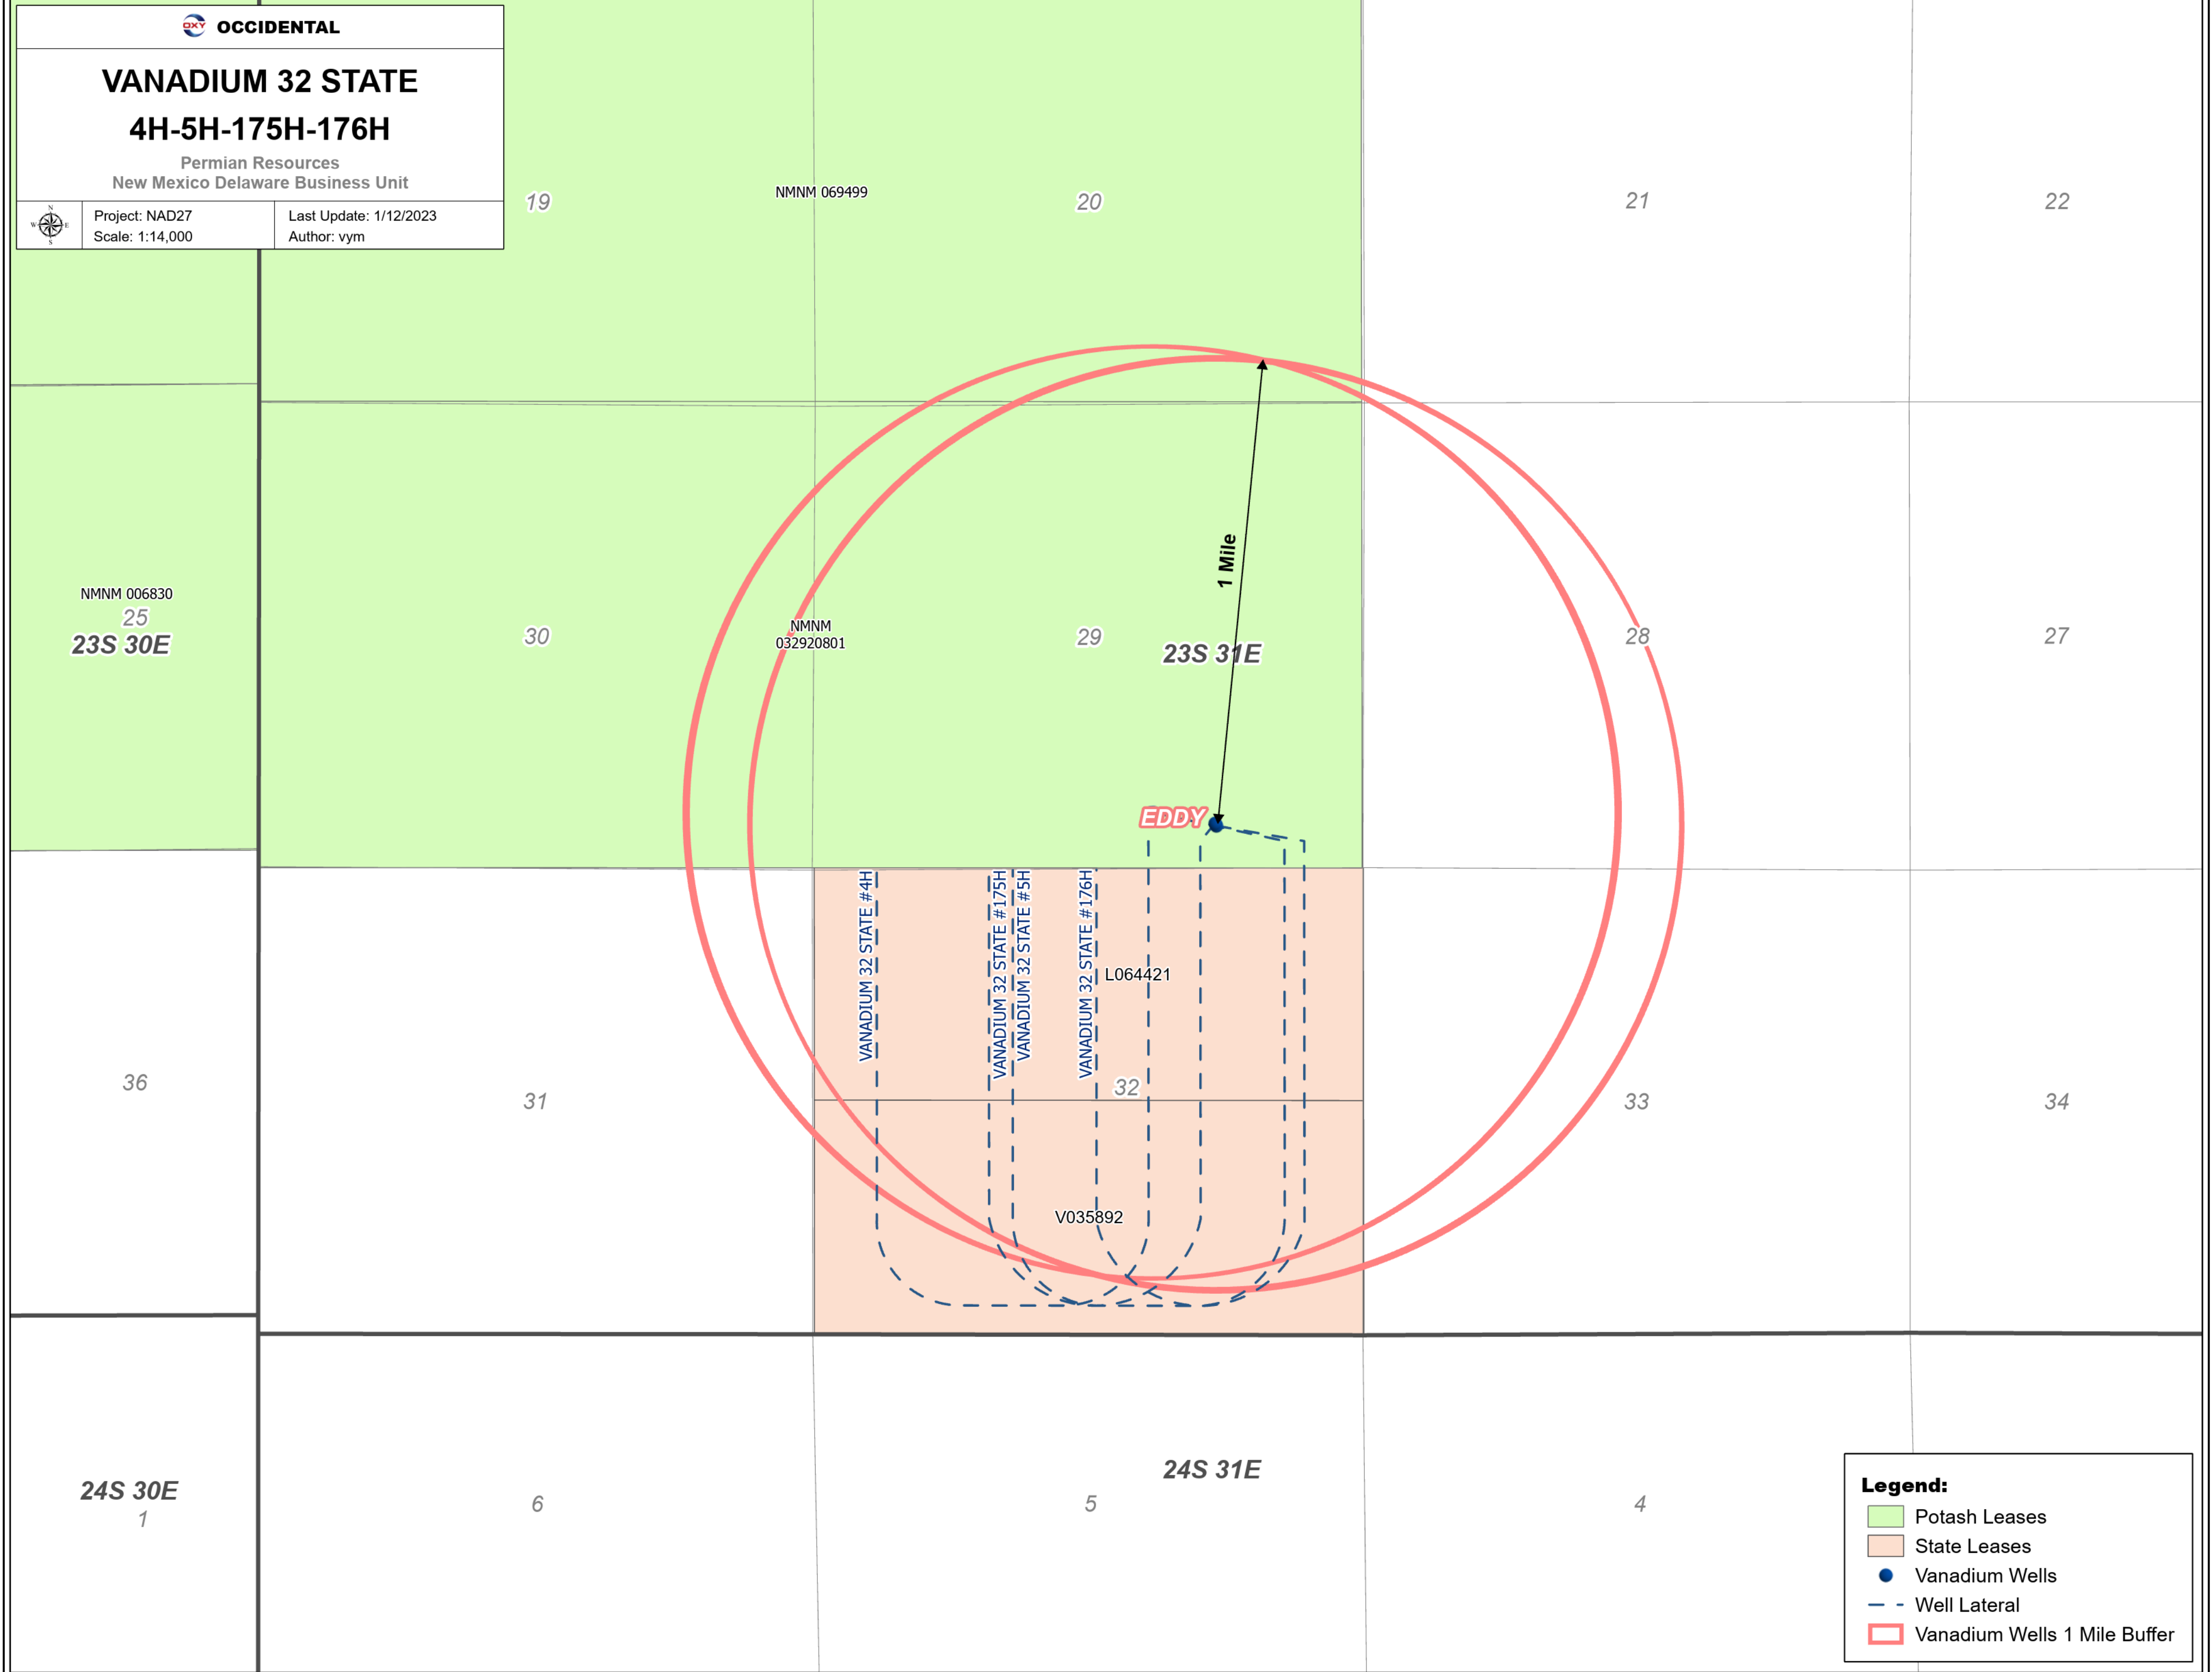 OXY OCCIDENTAL
VANADIUM 32 STATE
4H-5H-175H-176H
Permian Resources
New Mexico Delaware Business Unit
N
W E
S
Project: NAD27
Scale: 1:14,000
Last Update: 1/12/2023
Author: vym
19
NMNM 069499
20
21
22
1 Mile
NMNM 006830
25
23S 30E
30
NMNM
032920801
29
23S 31E
28
27
EDDY
VANADIUM 32 STATE #4H
VANADIUM 32 STATE #175H
VANADIUM 32 STATE #5H
VANADIUM 32 STATE #176H
L064421
36
31
32
33
34
V035892
24S 30E
1
6
24S 31E
5
4
Legend:
Potash Leases
State Leases
Vanadium Wells
Well Lateral
Vanadium Wells 1 Mile Buffer